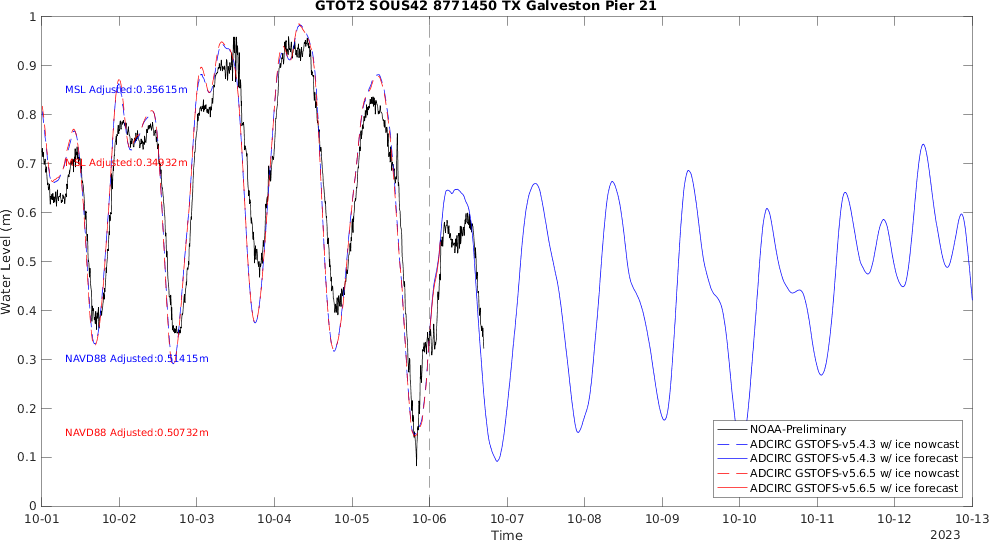 GTOT2 SOUS42 8771450 TX Galveston Pier 21
1
0.9
0.8
0.7
0.6
0.5
0.4
0.3
0.2
0.1
0
Water Level (m)
MSL Adjusted:0.35615m
MSL Adjusted:0.34932m
NAVD88 Adjusted:0.51415m
NAVD88 Adjusted:0.50732m
NOAA-Preliminary
ADCIRC GSTOFS-v5.4.3 w/ ice nowcast
ADCIRC GSTOFS-v5.4.3 w/ ice forecast
ADCIRC GSTOFS-v5.6.5 w/ ice nowcast
ADCIRC GSTOFS-v5.6.5 w/ ice forecast
10-01 10-02 10-03 10-04 10-05 10-06 10-07 10-08 10-09 10-10 10-11 10-12 10-13
Time
2023